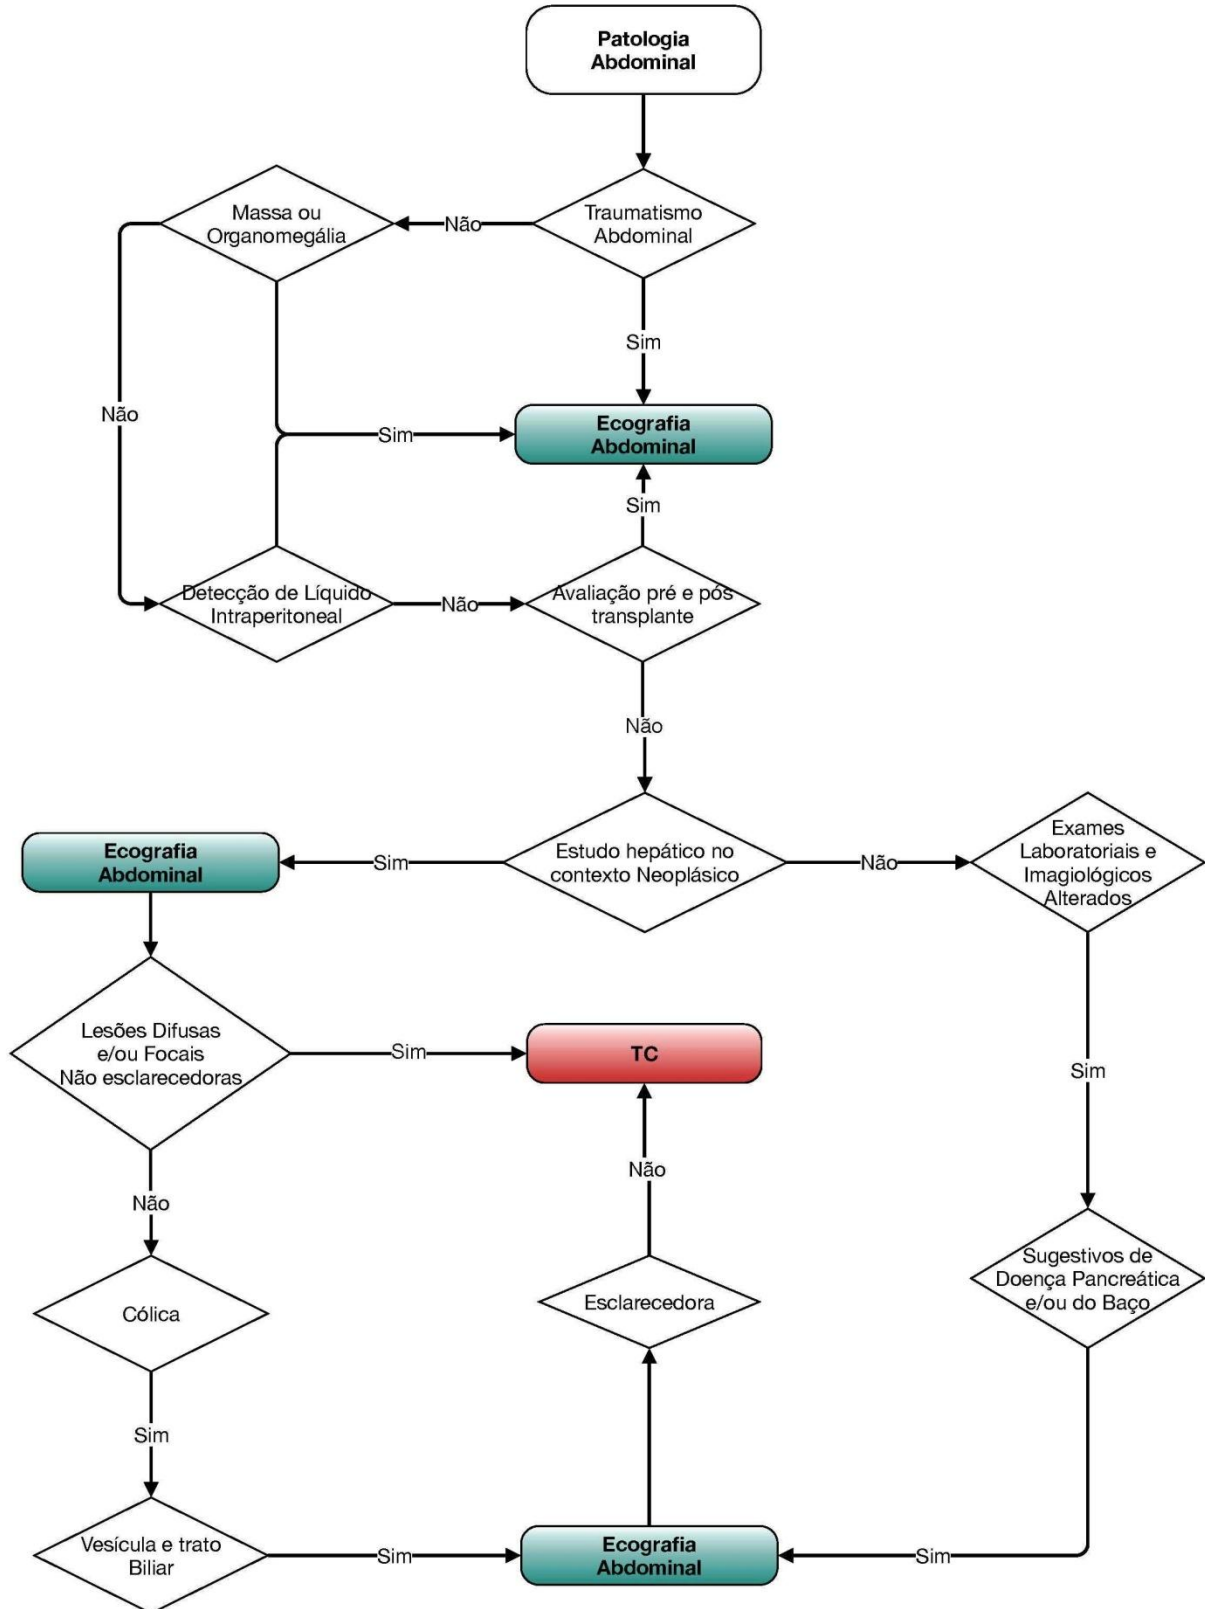 Patologia
Abdominal
Massa ou
Organomegália
Não
Traumatismo
Abdominal
Sim
Não
Sim
Ecografia
Abdominal
Sim
Detecção de Líquido
Intraperitoneal
Não
Avaliação pré e pós
transplante
Não
Ecografia
Abdominal
Sim
Estudo hepático no
contexto Neoplásico
Não
Exames
Laboratoriais e
Imagiológicos
Alterados
Lesões Difusas
e/ou Focais
Não esclarecedoras
Sim
TC
Sim
Não
Não
Cólica
Esclarecedora
Sugestivos de
Doença Pancreática
e/ou do Baço
Sim
Vesícula e trato
Biliar
Sim
Ecografia
Abdominal
Sim